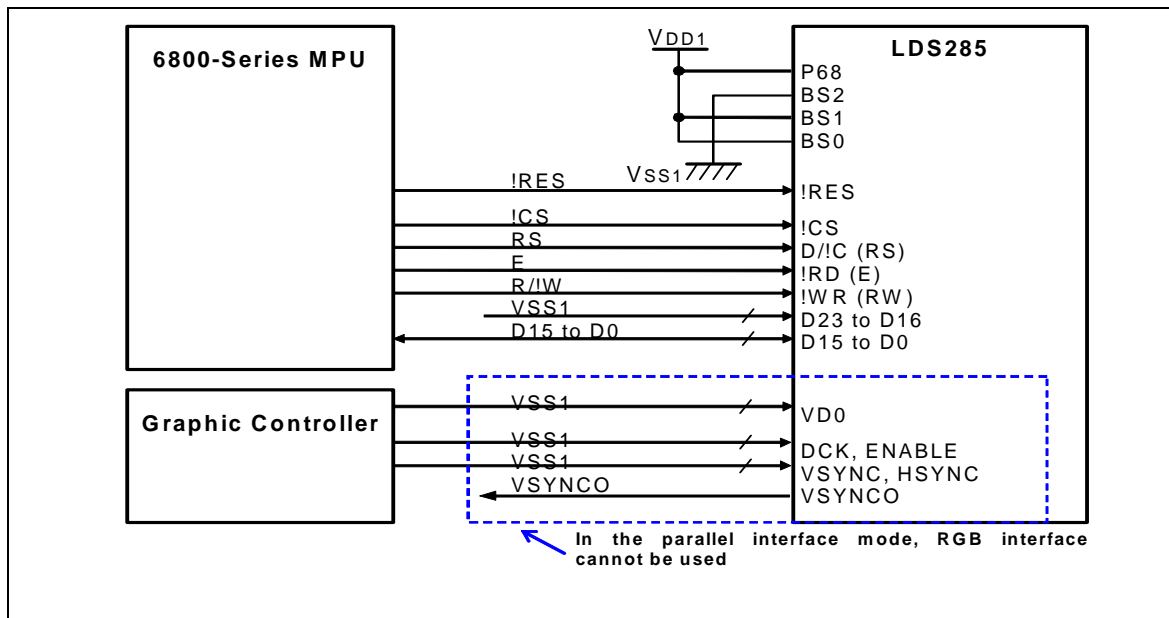 6800-Series MPU
VDD1
LDS285
P68
BS2
BS1
BS0
VSS1
!RES
!RES
!CS
!CS
RS
D/!C (RS)
E
!RD (E)
R/!W
!WR (RW)
VSS1
D23 to D16
D15 to D0
D15 to D0
Graphic Controller
VSS1
VD0
VSS1
DCK, ENABLE
VSS1
VSYNC, HSYNC
VSYNCO
VSYNCO
In the parallel interface mode, RGB interface
cannot be used